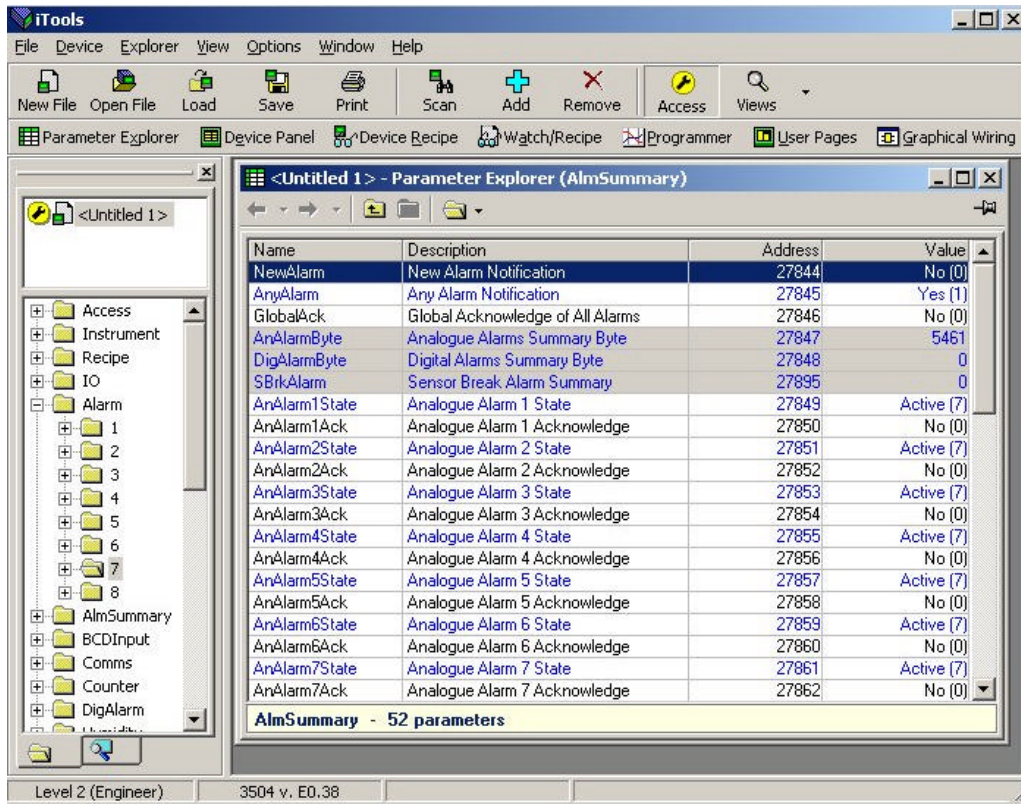 iTools
File Device Explorer View Options Window Help
New File Open File Load Save Print Scan Add Remove Access Views
Parameter Explorer Device Panel Device Recipe Watch/Recipe Programmer User Pages Graphical Wiring
<Untitled 1>
Access
Instrument
Recipe
IO
Alarm
1
2
3
4
5
6
7
8
AlmSummary
BCDInput
Comms
Counter
DigAlarm
<Untitled 1> - Parameter Explorer (AlmSummary)
Name Description Address Value
NewAlarm New Alarm Notification 27844 No (0)
AnyAlarm Any Alarm Notification 27845 Yes (1)
GlobalAck Global Acknowledge of All Alarms 27846 No (0)
AnAlarmByte Analogue Alarms Summary Byte 27847 5461
DigAlarmByte Digital Alarms Summary Byte 27848 0
SBrkAlarm Sensor Break Alarm Summary 27895 0
AnAlarm1State Analogue Alarm 1 State 27849 Active (7)
AnAlarm1Ack Analogue Alarm 1 Acknowledge 27850 No (0)
AnAlarm2State Analogue Alarm 2 State 27851 Active (7)
AnAlarm2Ack Analogue Alarm 2 Acknowledge 27852 No (0)
AnAlarm3State Analogue Alarm 3 State 27853 Active (7)
AnAlarm3Ack Analogue Alarm 3 Acknowledge 27854 No (0)
AnAlarm4State Analogue Alarm 4 State 27855 Active (7)
AnAlarm4Ack Analogue Alarm 4 Acknowledge 27856 No (0)
AnAlarm5State Analogue Alarm 5 State 27857 Active (7)
AnAlarm5Ack Analogue Alarm 5 Acknowledge 27858 No (0)
AnAlarm6State Analogue Alarm 6 State 27859 Active (7)
AnAlarm6Ack Analogue Alarm 6 Acknowledge 27860 No (0)
AnAlarm7State Analogue Alarm 7 State 27861 Active (7)
AnAlarm7Ack Analogue Alarm 7 Acknowledge 27862 No (0)
AlmSummary - 52 parameters
Level 2 (Engineer) 3504 v. E0.38